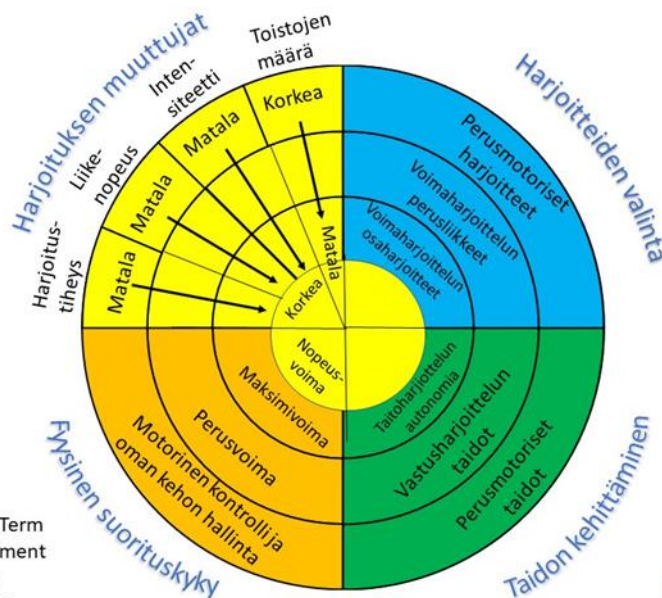 Harjoituksen muuttujat
Toistojen
määrä
Inten-
siteetti
Liike-
nopeus
Harjoitus-
tiheys
Korkea
Matala
Matala
Matala
Matala
Korkea
Harjoitteiden valinta
Perusmotoriset
harjoitteet
Voimaharjoittelun
perusliikkeet
Voimaharjoittelun
osaharjoitteet
Nopeus-
voima
Maksimivoima
Perusvoima
Motorinen kontrolli ja
oman kehon hallinta
Fyysinen suorituskyky
Taitoharjoittelun
autonomia
Vastusharjoittelun
taidot
Perusmotoriset
taidot
Taidon kehittäminen
Term
ment